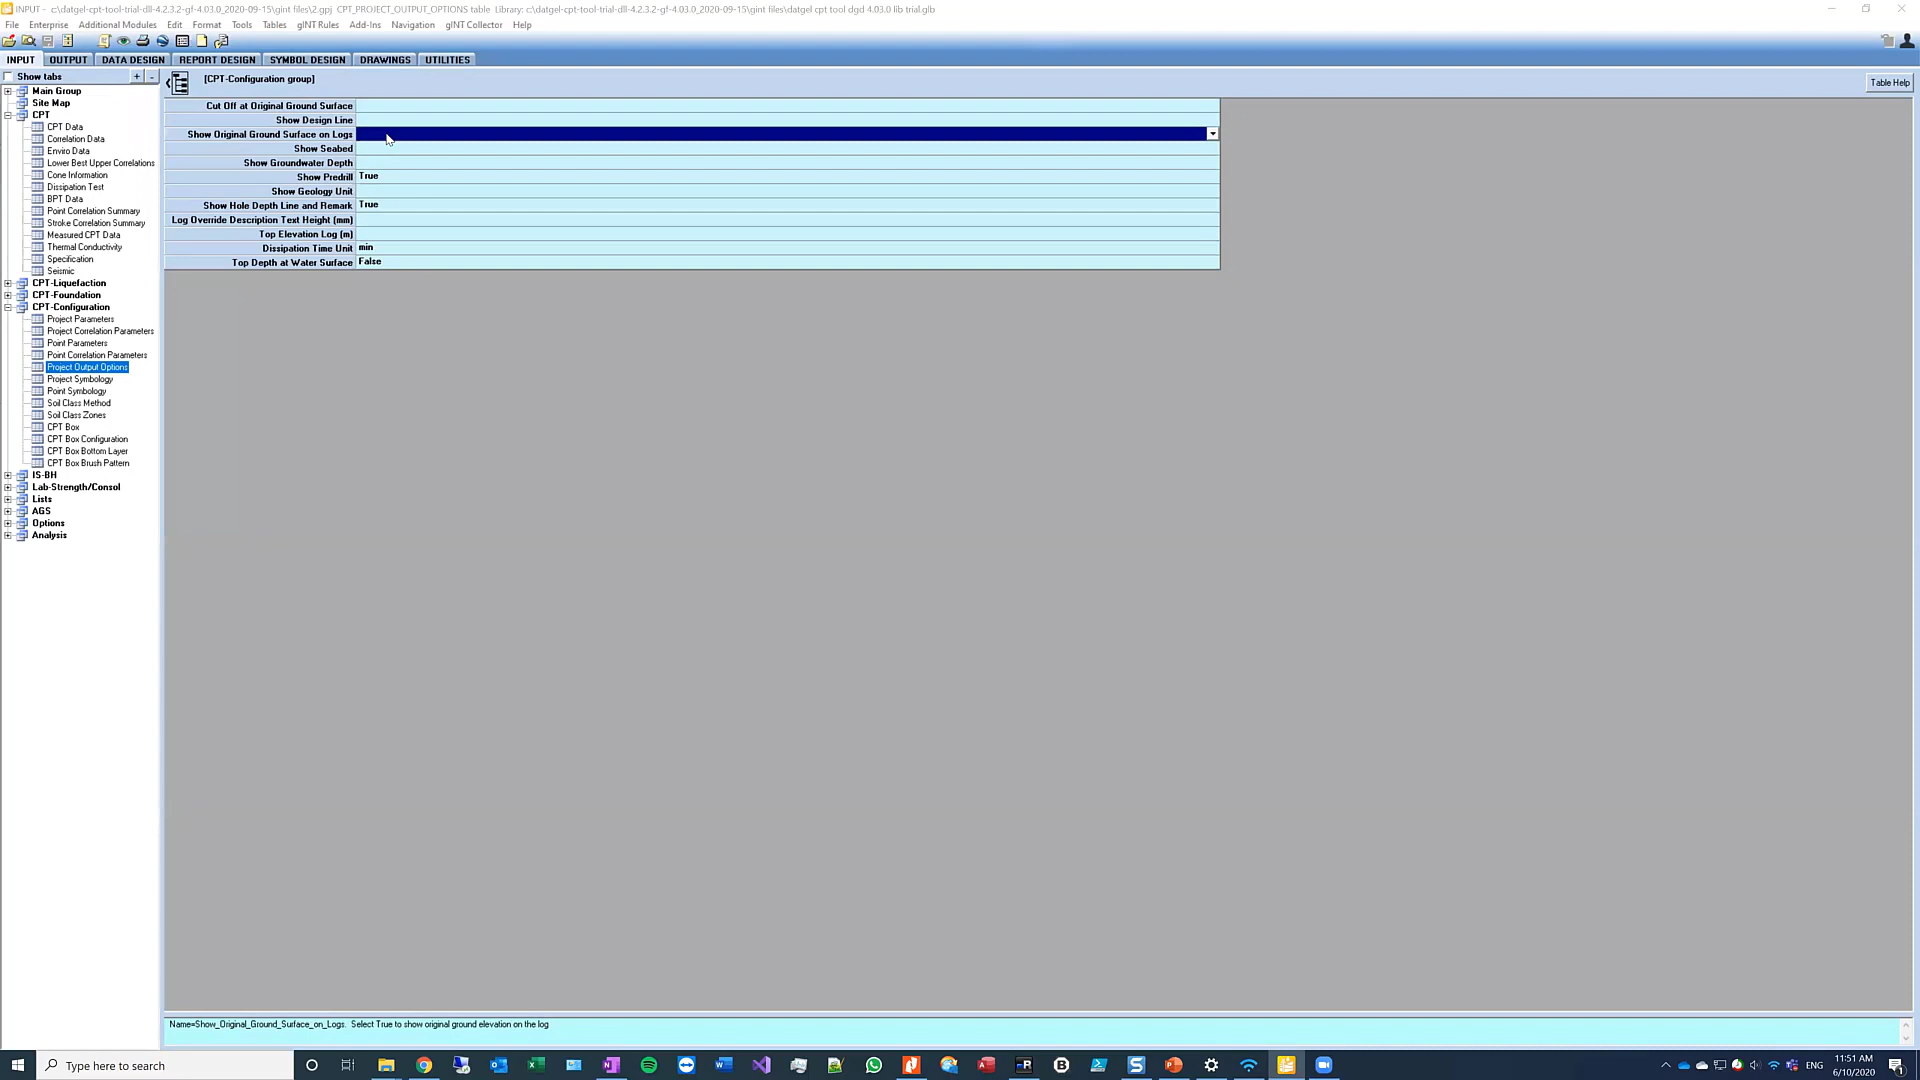 INPUT - c:\datgel-cpt-tool-trial-dll-4.2.3.2-gf-4.03.0_2020-09-15\gint files\2.gpj CPT_PROJECT_OUTPUT_OPTIONS table Library: c:\datgel-cpt-tool-trial-dll-4.2.3.2-gf-4.03.0_2020-09-15\gint files\datgel cpt tool dgd 4.03.0 lib trial.glb
File Enterprise Additional Modules Edit Format Tools Tables gINT Rules Add-Ins Navigation gINT Collector Help
INPUT OUTPUT DATA DESIGN REPORT DESIGN SYMBOL DESIGN DRAWINGS UTILITIES
Show tabs + -
[CPT-Configuration group]
Table Help
Main Group
Site Map
CPT
CPT Data
Correlation Data
Enviro Data
Lower Best Upper Correlations
Cone Information
Dissipation Test
BPT Data
Point Correlation Summary
Stroke Correlation Summary
Measured CPT Data
Thermal Conductivity
Specification
Seismic
CPT-Liquefaction
CPT-Foundation
CPT-Configuration
Project Parameters
Project Correlation Parameters
Point Parameters
Point Correlation Parameters
Project Output Options
Project Symbology
Point Symbology
Soil Class Method
Soil Class Zones
CPT Box
CPT Box Configuration
CPT Box Bottom Layer
CPT Box Brush Pattern
IS-BH
Lab-Strength/Consol
Lists
AGS
Options
Analysis
Cut Off at Original Ground Surface
Show Design Line
Show Original Ground Surface on Logs
Show Seabed
Show Groundwater Depth
Show Predrill True
Show Geology Unit
Show Hole Depth Line and Remark True
Log Override Description Text Height (mm)
Top Elevation Log (m)
Dissipation Time Unit min
Top Depth at Water Surface False
Name=Show_Original_Ground_Surface_on_Logs. Select True to show original ground elevation on the log
Type here to search
ENG
11:51 AM
6/10/2020